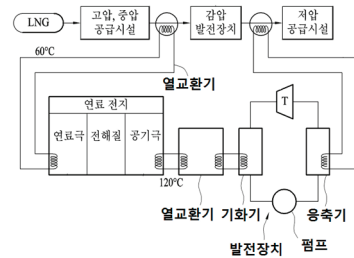 LNG
고압, 중압
공급시설
감압
발전장치
저압
공급시설
60℃
열교환기
연료 전지
연료극
전해질
공기극
T
120℃
열교환기
기화기
응축기
발전장치
펌프